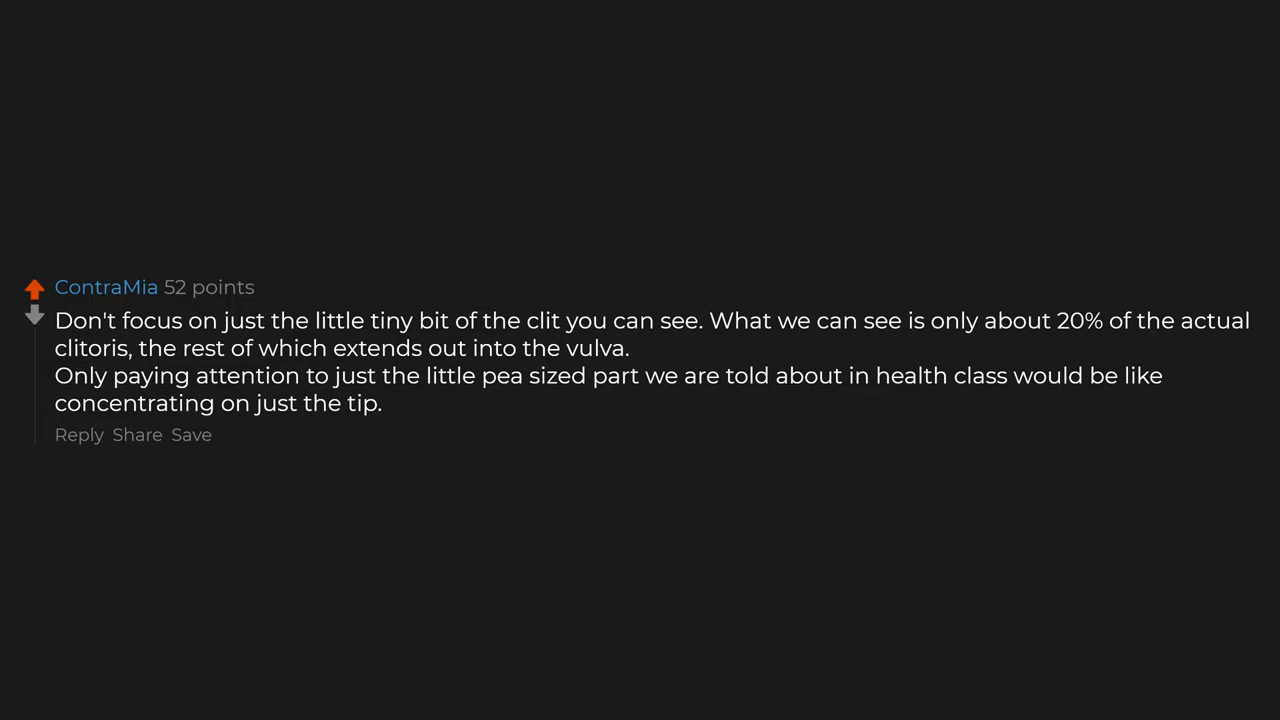 ContraMia 52 points
Don't focus on just the little tiny bit of the clit you can see. What we can see is only about 20% of the actual
clitoris, the rest of which extends out into the vulva.
Only paying attention to just the little pea sized part we are told about in health class would be like
concentrating on just the tip.
Reply Share Save